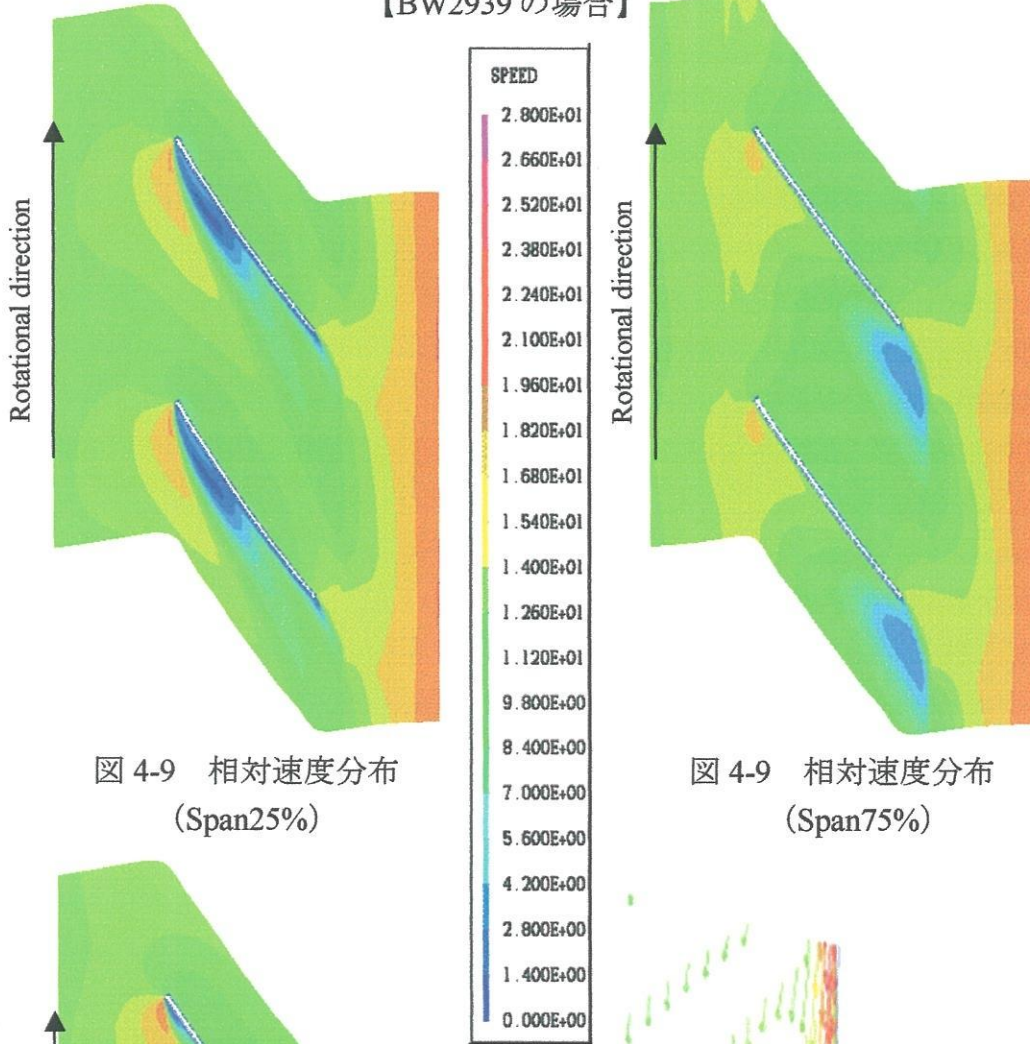 【BW2939 の場合】
Rotational direction
SPEED
2.800E+01
2.660E+01
2.520E+01
2.380E+01
2.240E+01
2.100E+01
1.960E+01
1.820E+01
1.680E+01
1.540E+01
1.400E+01
1.260E+01
1.120E+01
9.800E+00
8.400E+00
7.000E+00
5.600E+00
4.200E+00
2.800E+00
1.400E+00
0.000E+00
Rotational direction
図 4-9　相対速度分布
（Span25%）
図 4-9　相対速度分布
（Span75%）